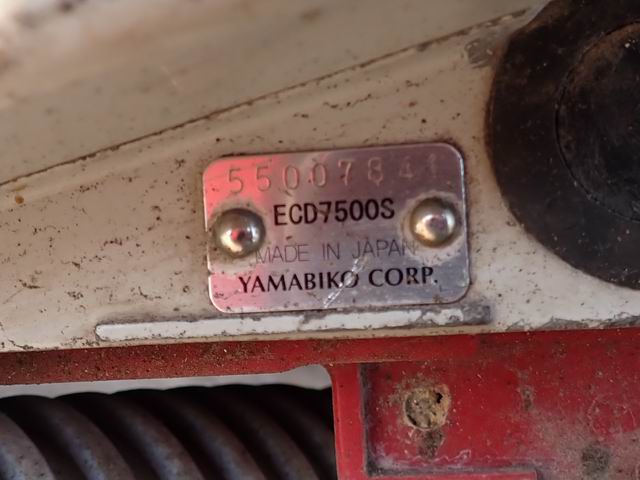 55007841
ECD7500S
MADE IN JAPAN
YAMABIKO CORP.